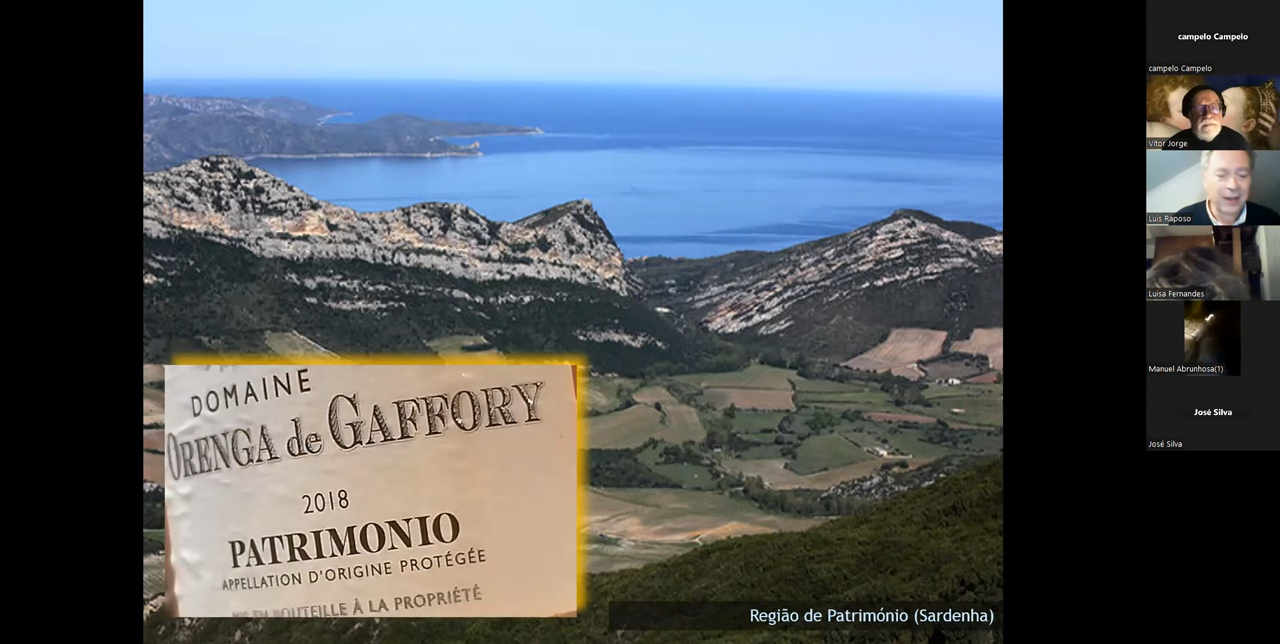 DOMAINE
ORENGA de GAFFORY
2018
PATRIMONIO
APPELLATION D'ORIGINE PROTÉGÉE
EN BOUTEILLE À LA PROPRIÉTÉ
Região de Património (Sardenha)
campelo Campelo
campelo Campelo
Vitor Jorge
Luis Raposo
Luisa Fernandes
Manuel Abrunhosa(1)
José Silva
José Silva